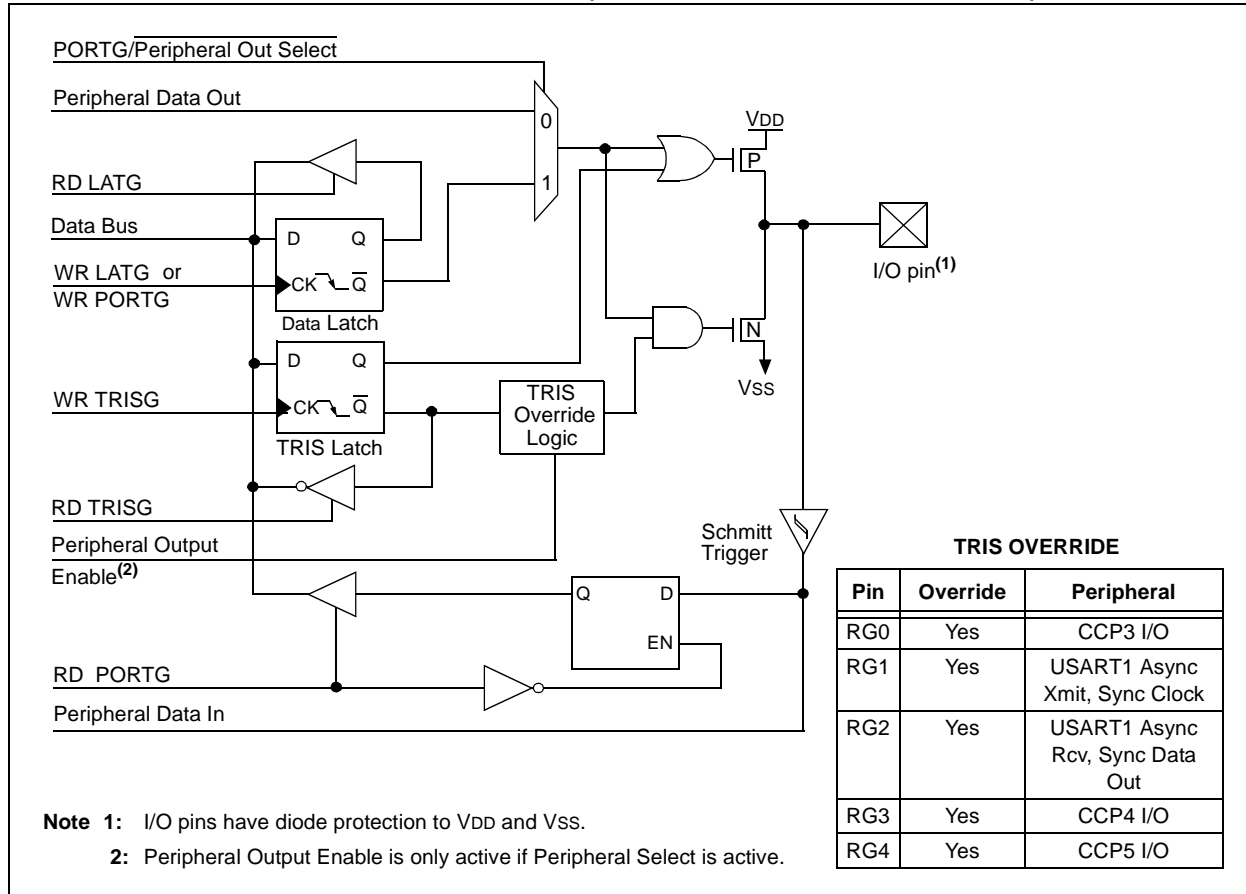 PORTG/Peripheral Out Select
Peripheral Data Out
VDD
0
P
RD LATG
1
Data Bus
D Q
I/O pin(1)
WR LATG or
WR PORTG
CK Q
Data Latch
N
D Q
VSS
WR TRISG
CK Q
TRIS
Override
Logic
TRIS Latch
RD TRISG
Schmitt
Trigger
Peripheral Output
Enable(2)
Q D
EN
RD PORTG
Peripheral Data In
TRIS OVERRIDE
Pin Override Peripheral
RG0 Yes CCP3 I/O
RG1 Yes USART1 Async
Xmit, Sync Clock
RG2 Yes USART1 Async
Rcv, Sync Data
Out
RG3 Yes CCP4 I/O
RG4 Yes CCP5 I/O
Note 1: I/O pins have diode protection to VDD and VSS.
2: Peripheral Output Enable is only active if Peripheral Select is active.